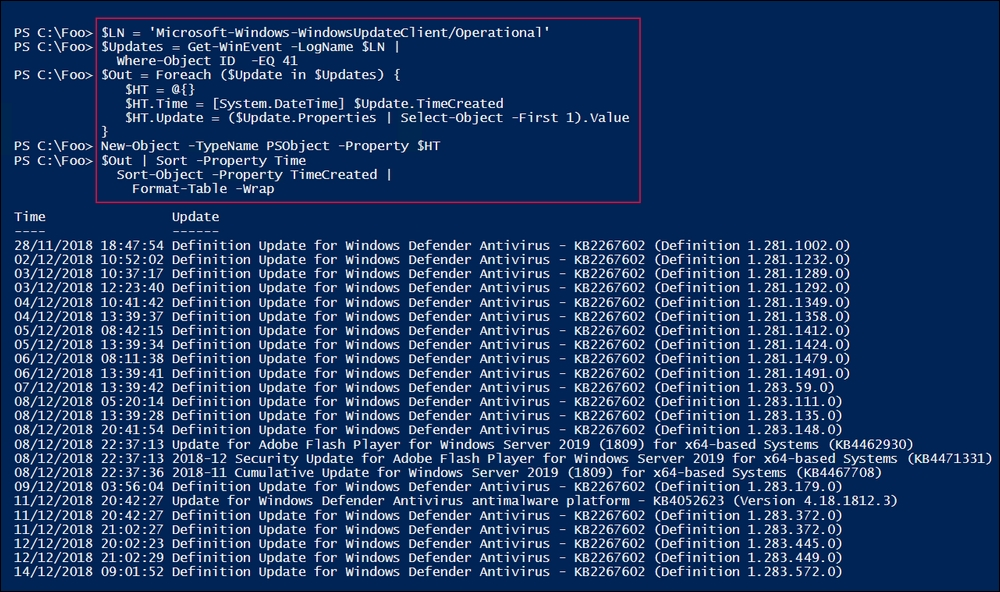 PS C:\Foo> $LN = 'Microsoft-Windows-WindowsUpdateClient/Operational'
PS C:\Foo> $Updates = Get-WinEvent -LogName $LN |
Where-Object ID  -EQ 41
PS C:\Foo> $Out = Foreach ($Update in $Updates) {
$HT = @{}
$HT.Time = [System.DateTime] $Update.TimeCreated
$HT.Update = ($Update.Properties | Select-Object -First 1).Value
}
PS C:\Foo> New-Object -TypeName PSObject -Property $HT
PS C:\Foo> $Out | Sort -Property Time
Sort-Object -Property TimeCreated |
Format-Table -Wrap
Time Update
---- ------
28/11/2018 18:47:54 Definition Update for Windows Defender Antivirus - KB2267602 (Definition 1.281.1002.0)
02/12/2018 10:52:02 Definition Update for Windows Defender Antivirus - KB2267602 (Definition 1.281.1232.0)
03/12/2018 10:37:17 Definition Update for Windows Defender Antivirus - KB2267602 (Definition 1.281.1289.0)
03/12/2018 12:23:40 Definition Update for Windows Defender Antivirus - KB2267602 (Definition 1.281.1292.0)
04/12/2018 10:41:42 Definition Update for Windows Defender Antivirus - KB2267602 (Definition 1.281.1349.0)
04/12/2018 13:39:37 Definition Update for Windows Defender Antivirus - KB2267602 (Definition 1.281.1358.0)
05/12/2018 08:42:15 Definition Update for Windows Defender Antivirus - KB2267602 (Definition 1.281.1412.0)
05/12/2018 13:39:34 Definition Update for Windows Defender Antivirus - KB2267602 (Definition 1.281.1424.0)
06/12/2018 08:11:38 Definition Update for Windows Defender Antivirus - KB2267602 (Definition 1.281.1479.0)
06/12/2018 13:39:41 Definition Update for Windows Defender Antivirus - KB2267602 (Definition 1.281.1491.0)
07/12/2018 13:39:42 Definition Update for Windows Defender Antivirus - KB2267602 (Definition 1.283.59.0)
08/12/2018 05:20:14 Definition Update for Windows Defender Antivirus - KB2267602 (Definition 1.283.111.0)
08/12/2018 13:39:28 Definition Update for Windows Defender Antivirus - KB2267602 (Definition 1.283.135.0)
08/12/2018 20:41:54 Definition Update for Windows Defender Antivirus - KB2267602 (Definition 1.283.148.0)
08/12/2018 22:37:13 Update for Adobe Flash Player for Windows Server 2019 (1809) for x64-based Systems (KB4462930)
08/12/2018 22:37:13 2018-12 Security Update for Adobe Flash Player for Windows Server 2019 for x64-based Systems (KB4471331)
08/12/2018 22:37:36 2018-11 Cumulative Update for Windows Server 2019 (1809) for x64-based Systems (KB4467708)
09/12/2018 03:56:04 Definition Update for Windows Defender Antivirus - KB2267602 (Definition 1.283.179.0)
11/12/2018 20:42:27 Update for Windows Defender Antivirus antimalware platform - KB4052623 (Version 4.18.1812.3)
11/12/2018 20:42:27 Definition Update for Windows Defender Antivirus - KB2267602 (Definition 1.283.372.0)
11/12/2018 21:02:27 Definition Update for Windows Defender Antivirus - KB2267602 (Definition 1.283.372.0)
12/12/2018 20:02:23 Definition Update for Windows Defender Antivirus - KB2267602 (Definition 1.283.445.0)
12/12/2018 21:02:29 Definition Update for Windows Defender Antivirus - KB2267602 (Definition 1.283.449.0)
14/12/2018 09:01:52 Definition Update for Windows Defender Antivirus - KB2267602 (Definition 1.283.572.0)